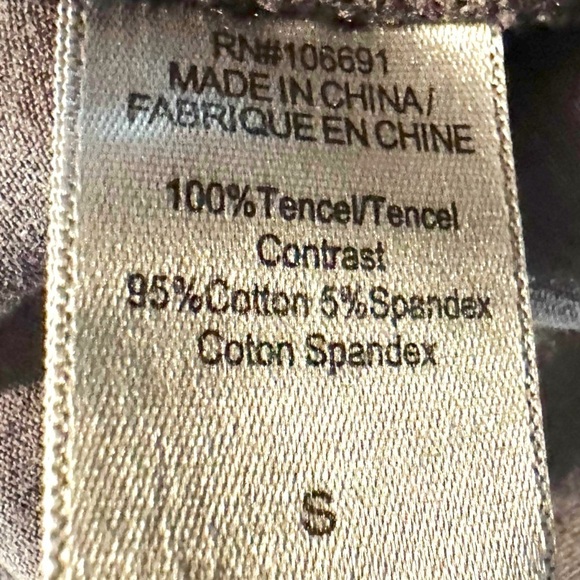 RN#106691
MADE IN CHINA/
FABRIQUE EN CHINE
100%Tencel/Tencel
Contrast
95%Cotton 5%Spandex
Coton Spandex
S